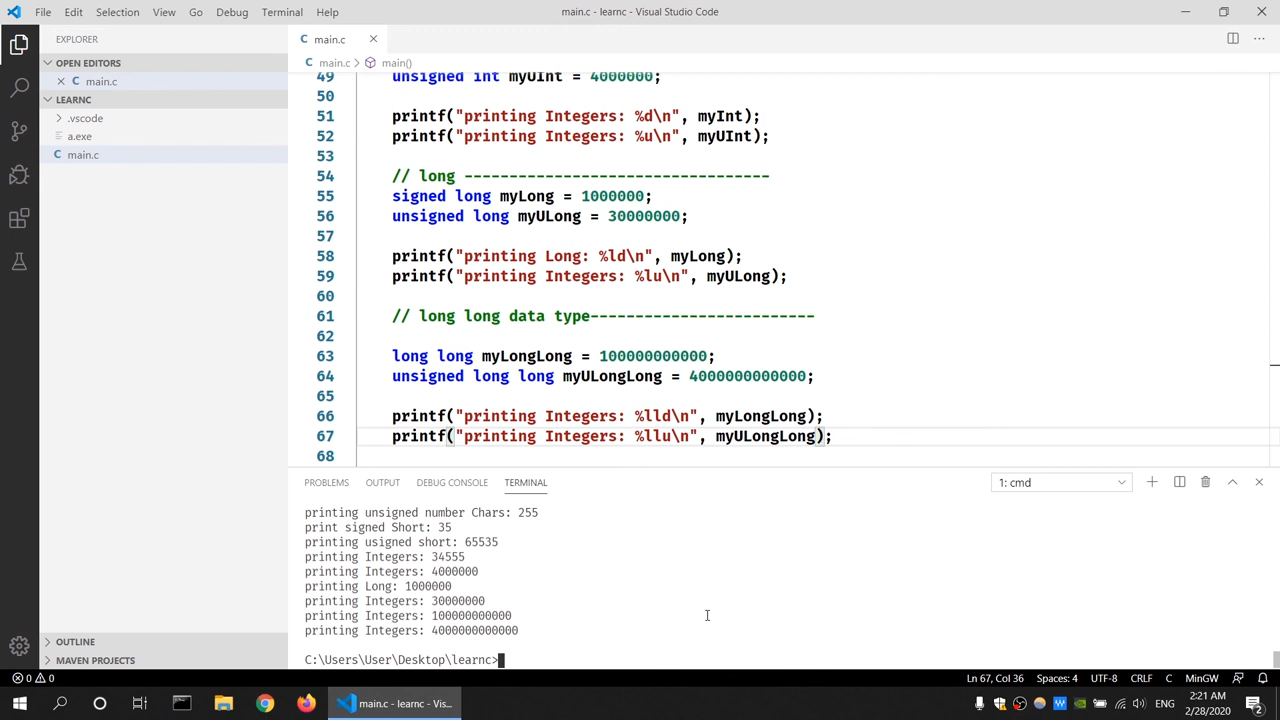 File Edit Selection View Go Debug Terminal Help
main.c - learnc - Visual Studio Code
EXPLORER
OPEN EDITORS
C main.c
LEARNC
.vscode
a.exe
C main.c
OUTLINE
MAVEN PROJECTS
C main.c
C main.c > main()
49 unsigned int myUInt = 4000000;
50
51 printf("printing Integers: %d\n", myInt);
52 printf("printing Integers: %u\n", myUInt);
53
54 // long ----------------------------------
55 signed long myLong = 1000000;
56 unsigned long myULong = 30000000;
57
58 printf("printing Long: %ld\n", myLong);
59 printf("printing Integers: %lu\n", myULong);
60
61 // long long data type-------------------------
62
63 long long myLongLong = 100000000000;
64 unsigned long long myULongLong = 4000000000000;
65
66 printf("printing Integers: %lld\n", myLongLong);
67 printf("printing Integers: %llu\n", myULongLong);
68
PROBLEMS OUTPUT DEBUG CONSOLE TERMINAL
1: cmd
printing unsigned number Chars: 255
print signed Short: 35
printing usigned short: 65535
printing Integers: 34555
printing Integers: 4000000
printing Long: 1000000
printing Integers: 30000000
printing Integers: 100000000000
printing Integers: 4000000000000
C:\Users\User\Desktop\learnc>
0 0
Ln 67, Col 36 Spaces: 4 UTF-8 CRLF C MinGW
main.c - learnc - Vis...
ENG
2:21 AM
2/28/2020
2